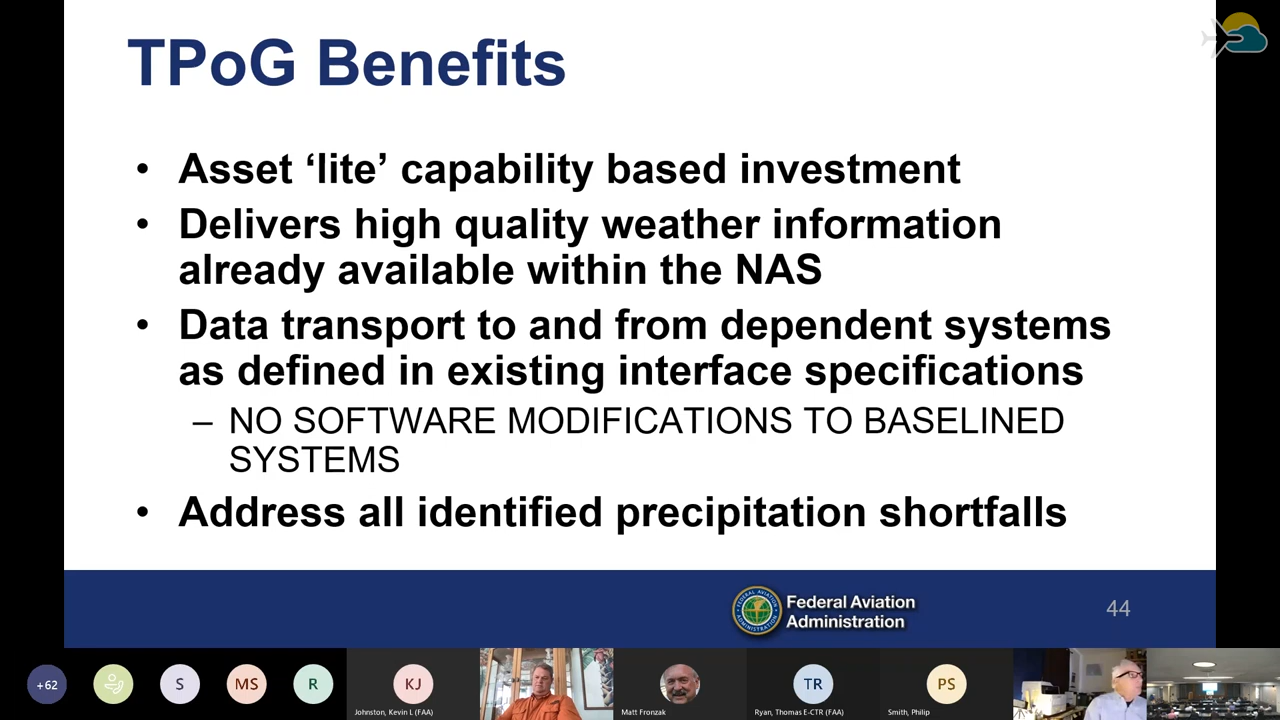 TPoG Benefits
• Asset ‘lite’ capability based investment
• Delivers high quality weather information
already available within the NAS
• Data transport to and from dependent systems
as defined in existing interface specifications
– NO SOFTWARE MODIFICATIONS TO BASELINED
SYSTEMS
• Address all identified precipitation shortfalls
Federal Aviation
Administration
44
+62
S
MS
R
KJ
TR
PS
Johnston, Kevin L (FAA)
Matt Fronzak
Ryan, Thomas E-CTR (FAA)
Smith, Philip